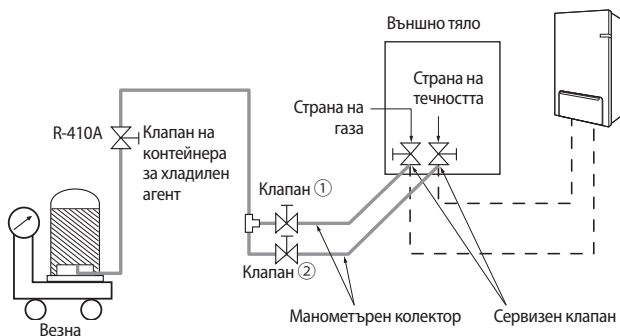 Външно тяло
Страна на
течността
Страна на
газа
R-410A
Клапан на
контейнера
за хладилен
агент
Клапан ①
Клапан ②
Манометърен колектор
Сервизен клапан
Везна